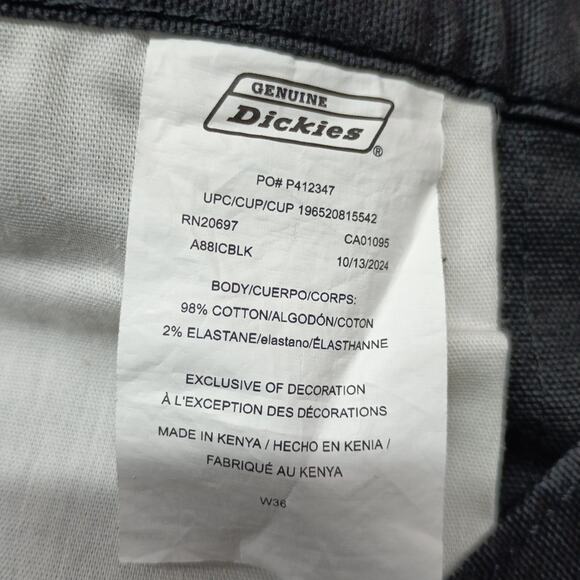 GENUINE
Dickies®
PO# P412347
UPC/CUP/CUP 196520815542
RN20697 CA01095
A88ICBLK 10/13/2024
BODY/CUERPO/CORPS:
98% COTTON/ALGODÓN/COTON
2% ELASTANE/elastano/ÉLASTHANNE
EXCLUSIVE OF DECORATION
À L'EXCEPTION DES DÉCORATIONS
MADE IN KENYA / HECHO EN KENIA /
FABRIQUÉ AU KENYA
W36